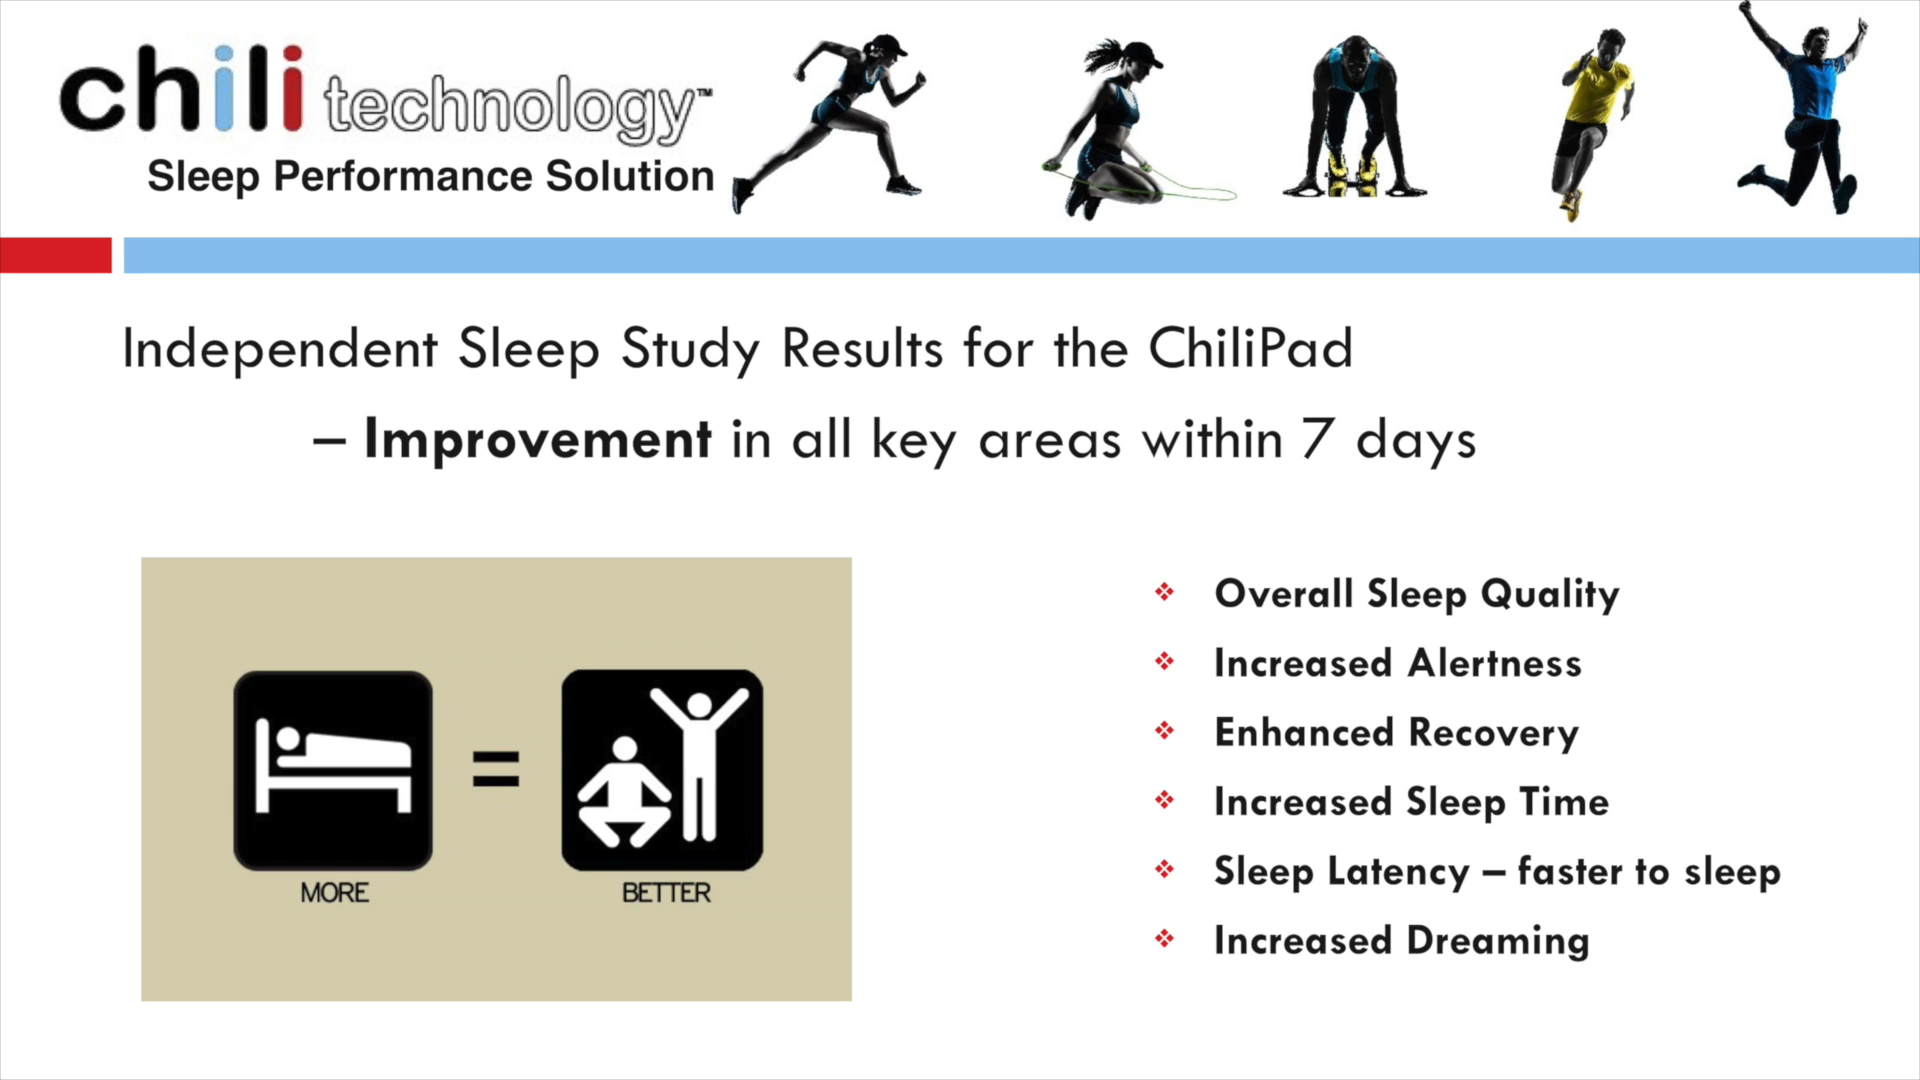 chili technology™
Sleep Performance Solution
Independent Sleep Study Results for the ChiliPad
– Improvement in all key areas within 7 days
=
MORE
BETTER
Overall Sleep Quality
Increased Alertness
Enhanced Recovery
Increased Sleep Time
Sleep Latency – faster to sleep
Increased Dreaming